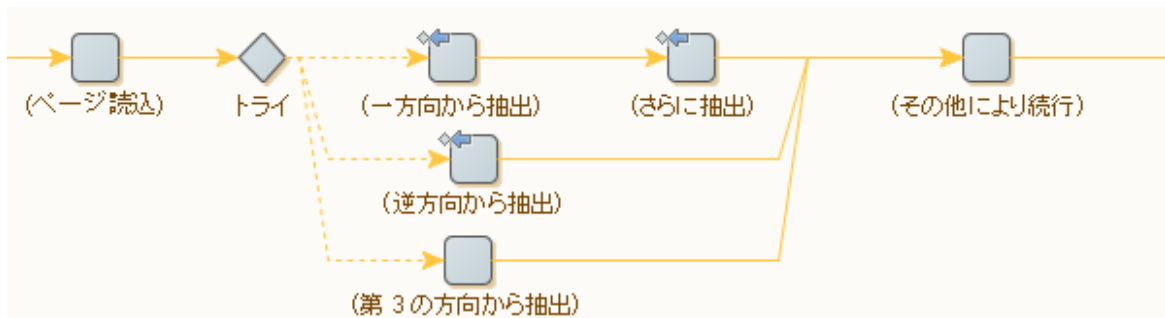 (ページ読込)
トライ
(一方向から抽出)
(さらに抽出)
(その他により続行)
(逆方向から抽出)
(第 3 の方向から抽出)